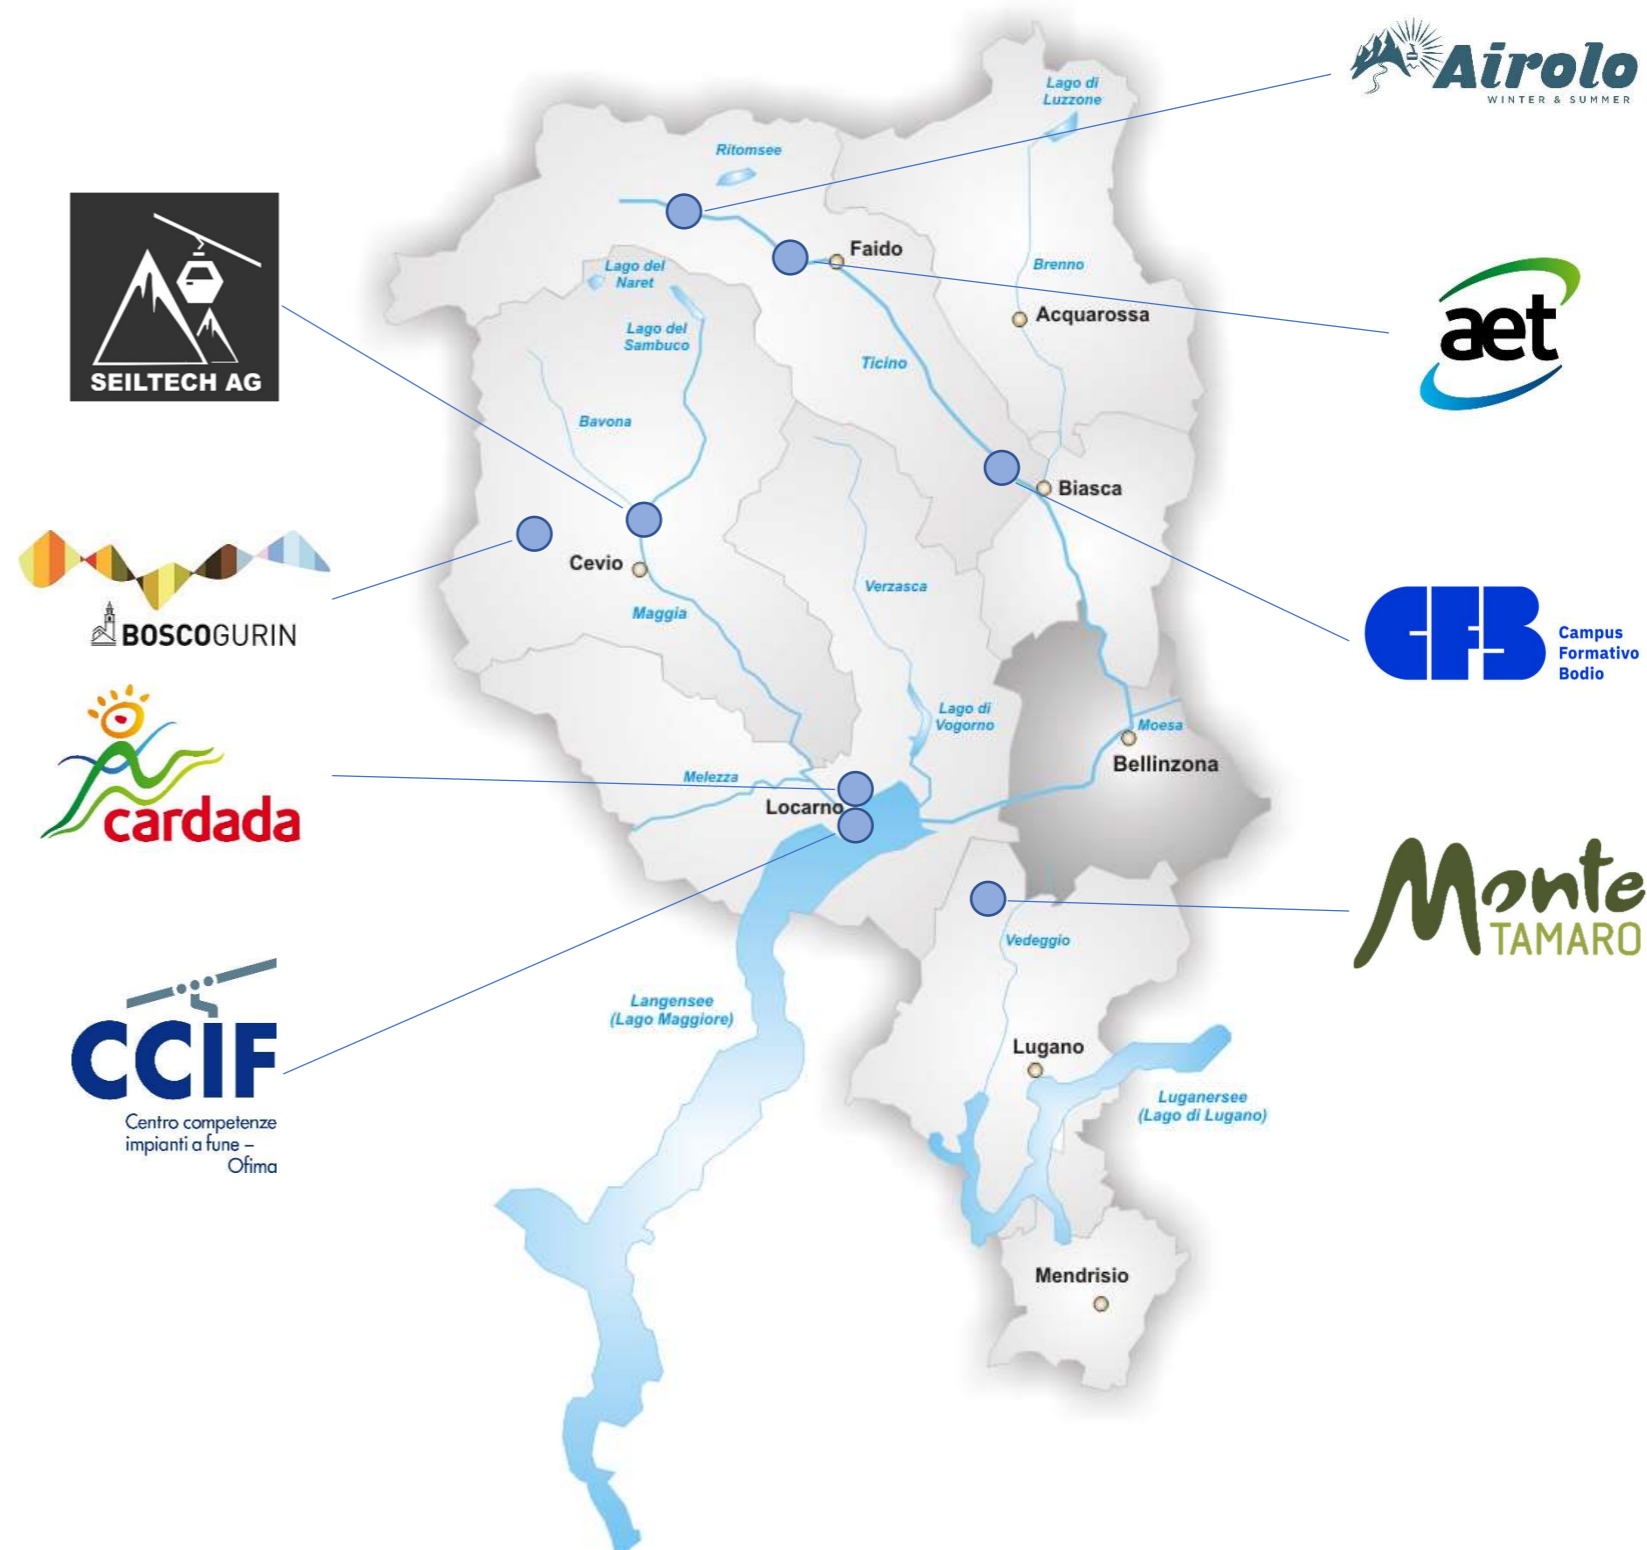 Airolo
WINTER & SUMMER
Lago di
Luzzone
Ritomsee
SEILTECH AG
Faido
Lago del
Naret
Brenno
aet
Acquarossa
Lago del
Sambuco
Ticino
Bavona
Biasca
BOSCOGURIN
Cevio
Verzasca
Maggia
CFB
Campus
Formativo
Bodio
Lago di
Vogorno
Moesa
Bellinzona
cardada
Melezza
Locarno
Monte
TAMARO
Vedeggio
Langensee
(Lago Maggiore)
CCIF
Centro competenze
impianti a fune –
Ofima
Lugano
Luganersee
(Lago di Lugano)
Mendrisio